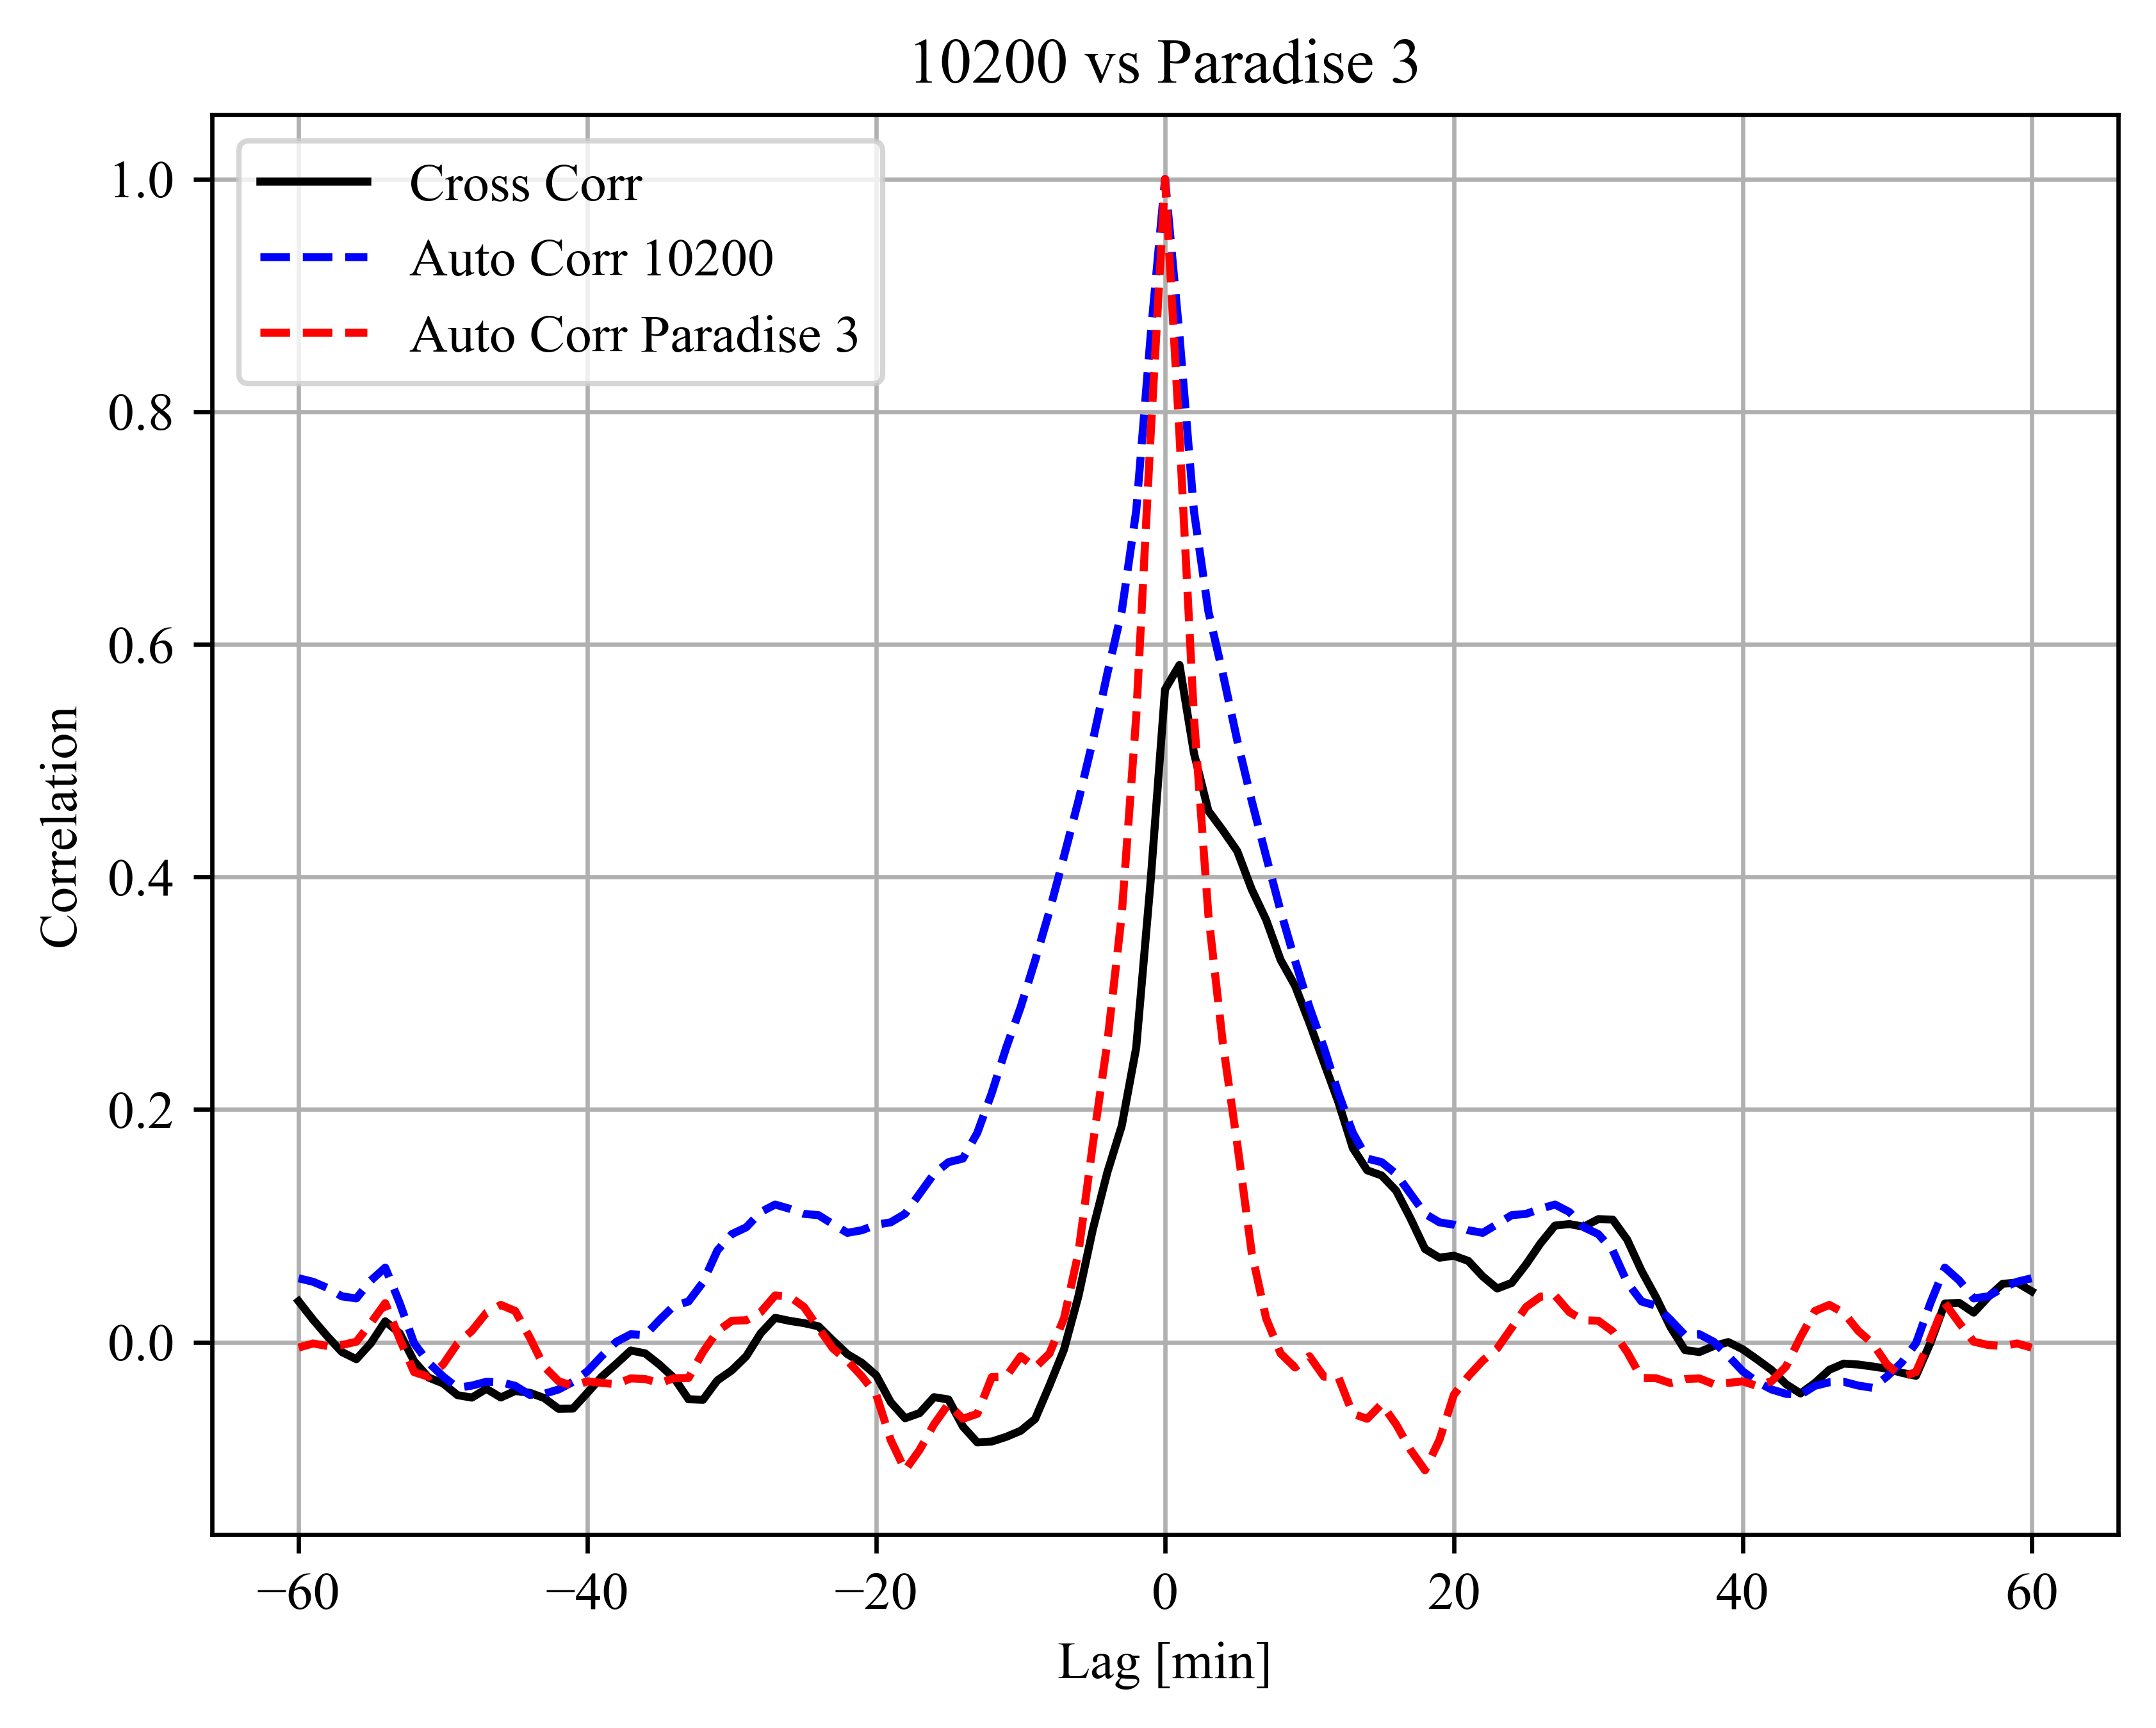 10200 vs Paradise 3
Cross Corr
Auto Corr 10200
Auto Corr Paradise 3
1.0
0.8
0.6
0.4
0.2
0.0
Correlation
−60
−40
−20
0
20
40
60
Lag [min]